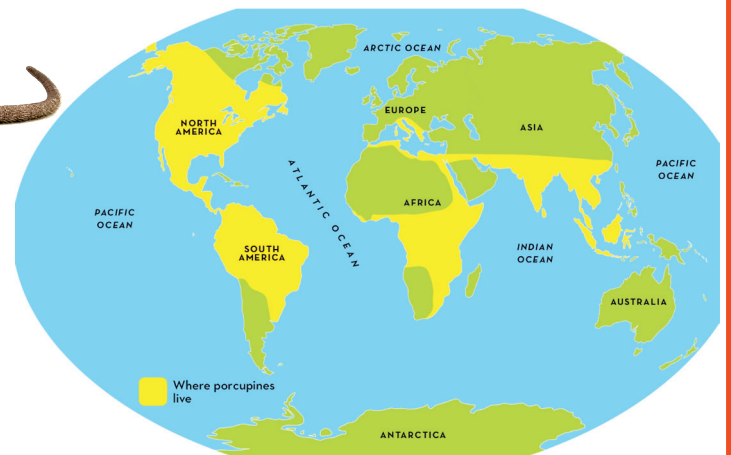 ARCTIC OCEAN
NORTH
AMERICA
EUROPE
ASIA
ATLANTIC OCEAN
PACIFIC
OCEAN
AFRICA
PACIFIC
OCEAN
SOUTH
AMERICA
INDIAN
OCEAN
AUSTRALIA
Where porcupines
live
ANTARCTICA